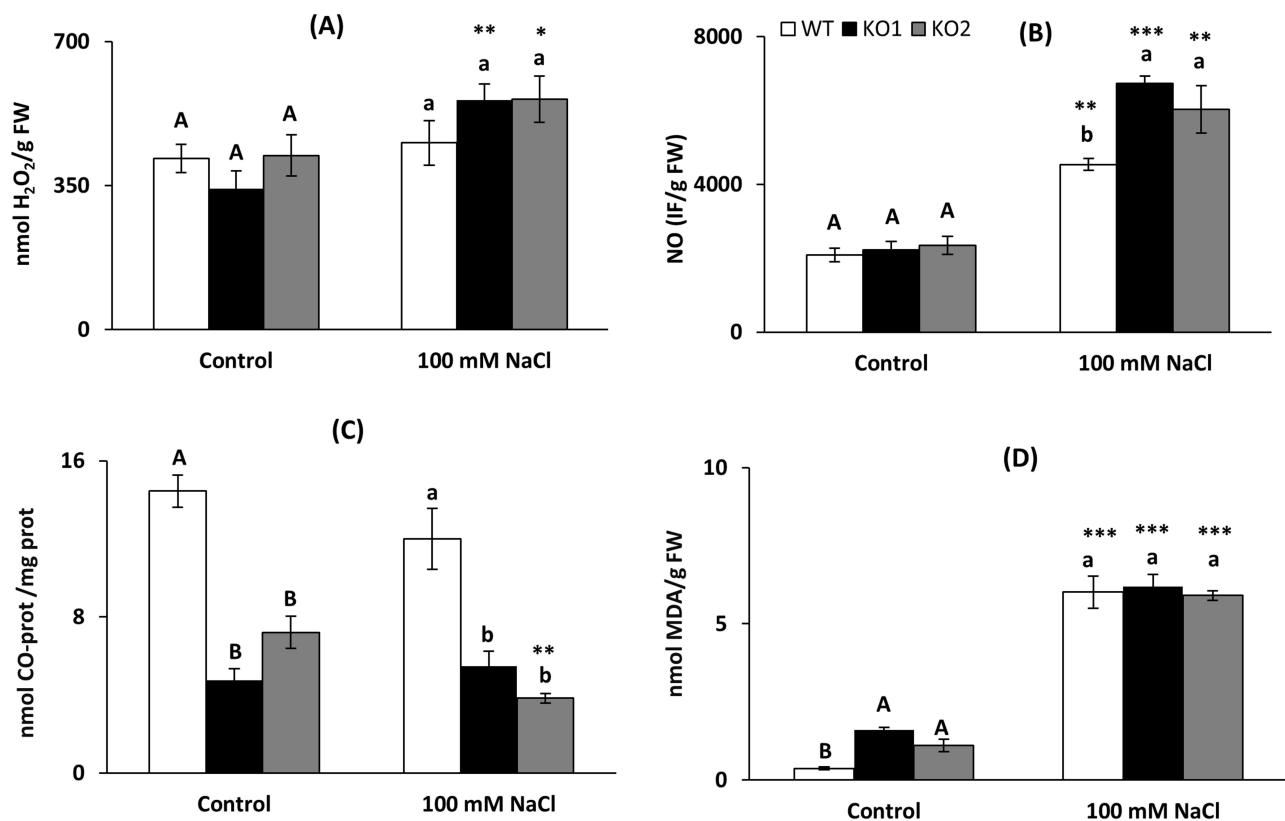 (A)
nmol H₂O₂/g FW
700
350
0
A
A
A
a
**
a
*
a
Control
100 mM NaCl
WT KO1 KO2
(B)
NO (IF/g FW)
8000
4000
0
A
A
A
**
b
***
a
**
a
Control
100 mM NaCl
(C)
nmol CO-prot /mg prot
16
8
0
A
B
B
a
b
**
b
Control
100 mM NaCl
(D)
nmol MDA/g FW
10
5
0
B
A
A
***
a
***
a
***
a
Control
100 mM NaCl